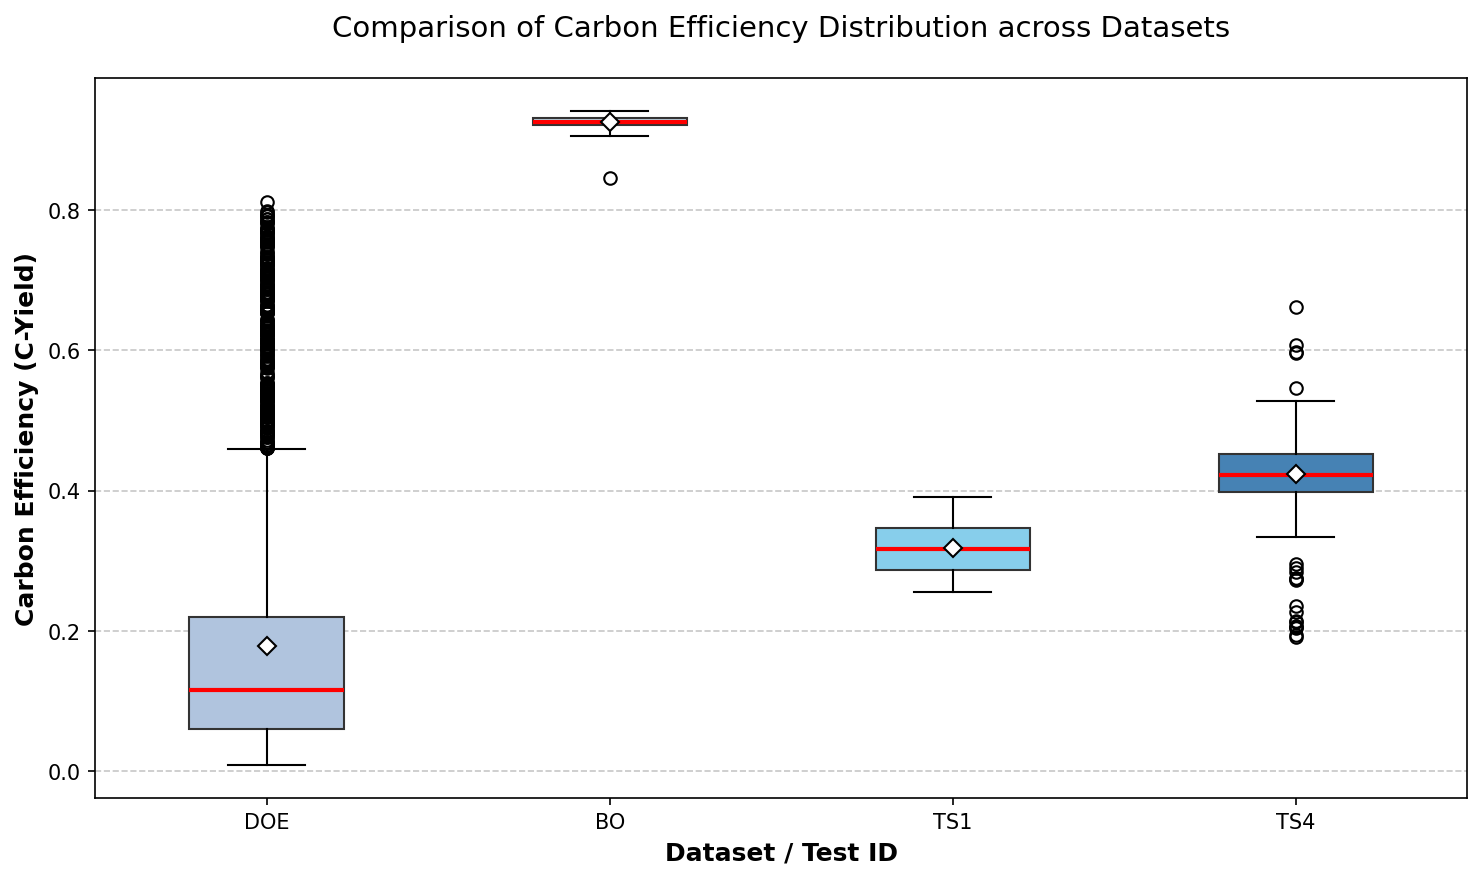 Comparison of Carbon Efficiency Distribution across Datasets
Carbon Efficiency (C-Yield)
0.8
0.6
0.4
0.2
0.0
DOE
BO
TS1
TS4
Dataset / Test ID